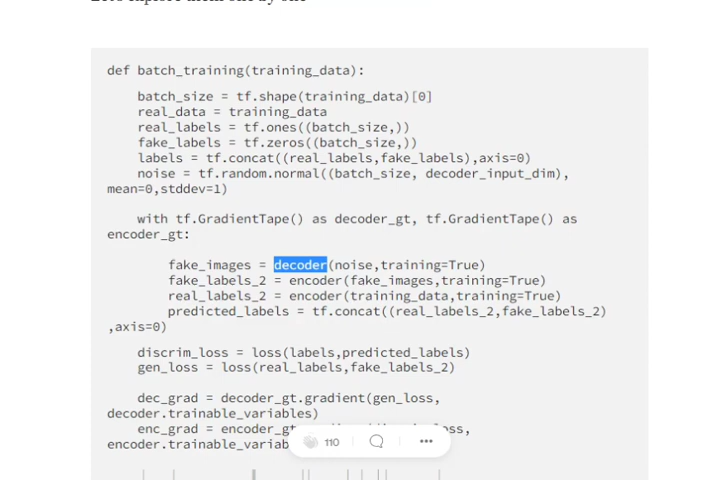 def batch_training(training_data):
batch_size = tf.shape(training_data)[0]
real_data = training_data
real_labels = tf.ones((batch_size,))
fake_labels = tf.zeros((batch_size,))
labels = tf.concat((real_labels,fake_labels),axis=0)
noise = tf.random.normal((batch_size, decoder_input_dim),
mean=0,stddev=1)
with tf.GradientTape() as decoder_gt, tf.GradientTape() as
encoder_gt:
fake_images = decoder(noise,training=True)
fake_labels_2 = encoder(fake_images,training=True)
real_labels_2 = encoder(training_data,training=True)
predicted_labels = tf.concat((real_labels_2,fake_labels_2)
,axis=0)
discrim_loss = loss(labels,predicted_labels)
gen_loss = loss(real_labels,fake_labels_2)
dec_grad = decoder_gt.gradient(gen_loss,
decoder.trainable_variables)
enc_grad = encoder_gt
encoder.trainable_variab
110